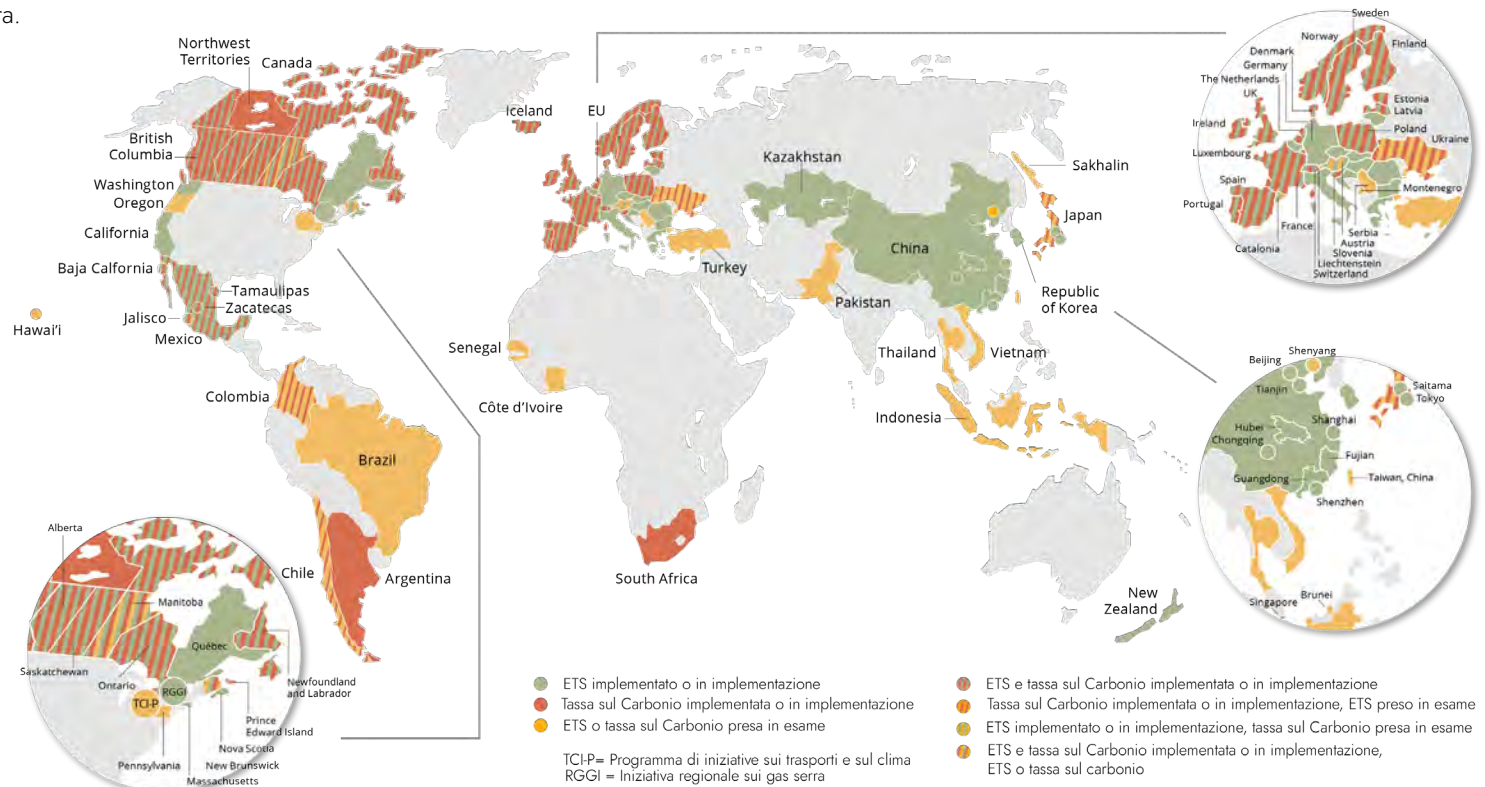 ra.
Northwest
Territories
Canada
British
Columbia
Washington
Oregon
California
Baja Calfornia
Tamaulipas
Zacatecas
Jalisco
Mexico
Hawai'i
Colombia
Brazil
Chile
Argentina
Iceland
EU
Kazakhstan
Sakhalin
Japan
China
Turkey
Pakistan
Republic
of Korea
Senegal
Côte d'Ivoire
Thailand
Vietnam
Indonesia
South Africa
New
Zealand
Sweden
Norway
Finland
Denmark
Germany
The Netherlands
UK
Estonia
Latvia
Ireland
Poland
Ukraine
Luxembourg
Spain
Montenegro
Portugal
France
Serbia
Catalonia
Austria
Slovenia
Liechtenstein
Switzerland
Shenyang
Beijing
Tianjin
Saitama
Tokyo
Shanghai
Hubei
Chongqing
Fujian
Guangdong
Taiwan, China
Shenzhen
Singapore
Brunei
Alberta
Manitoba
Québec
Saskatchewan
Ontario
RGGI
TCI-P
Newfoundland
and Labrador
Prince
Edward Island
Nova Scotia
Pennsylvania
New Brunswick
Massachusetts
ETS implementato o in implementazione
Tassa sul Carbonio implementata o in implementazione
ETS o tassa sul Carbonio presa in esame
TCI-P= Programma di iniziative sui trasporti e sul clima
RGGI = Iniziativa regionale sui gas serra
ETS e tassa sul Carbonio implementata o in implementazione
Tassa sul Carbonio implementata o in implementazione, ETS preso in esame
ETS implementato o in implementazione, tassa sul Carbonio presa in esame
ETS e tassa sul Carbonio implementata o in implementazione,
ETS o tassa sul carbonio